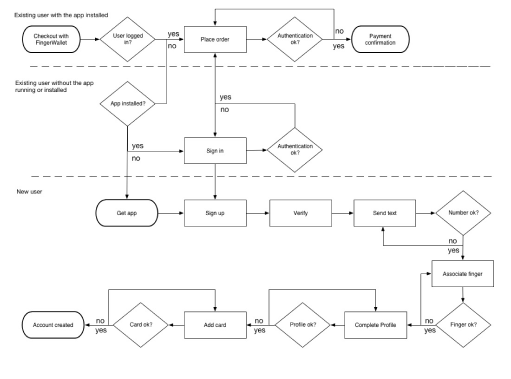 Existing user with the app installed
Checkout with
FingerWallet
User logged
in?
yes
no
Place order
Authentication
ok?
no
yes
Payment
confirmation
Existing user without the app
running or installed
App installed?
yes
no
yes
no
Sign in
Authentication
ok?
New user
Get app
Sign up
Verify
Send text
Number ok?
no
yes
Associate finger
Account created
no
yes
Card ok?
Add card
no
yes
Profile ok?
Complete Profile
no
yes
Finger ok?